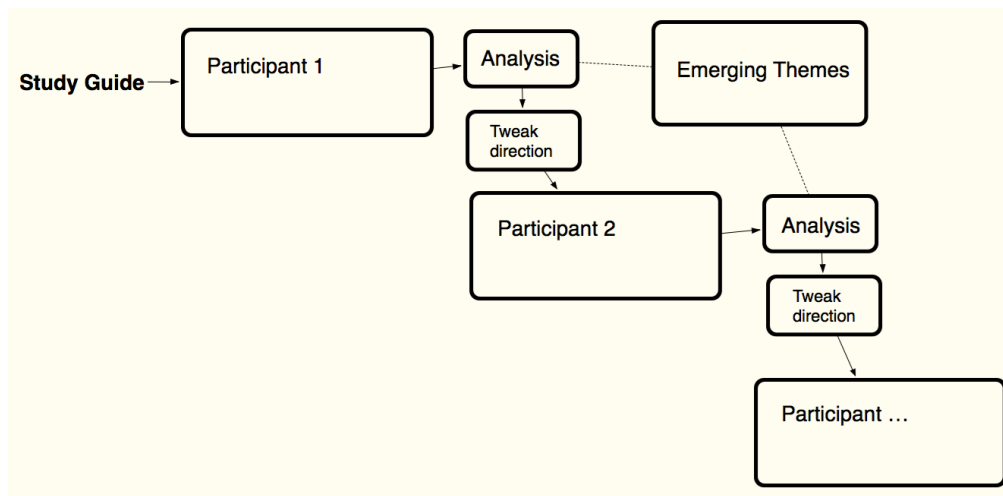 Study Guide
Participant 1
Analysis
Emerging Themes
Tweak
direction
Participant 2
Analysis
Tweak
direction
Participant …